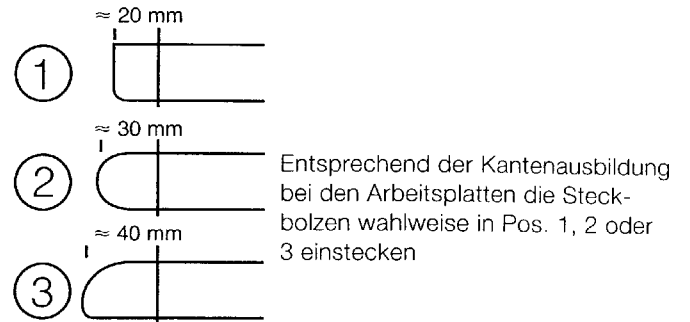 ≈ 20 mm
1
≈ 30 mm
2
Entsprechend der Kantenausbildung
bei den Arbeitsplatten die Steck-
bolzen wahlweise in Pos. 1, 2 oder
3 einstecken
≈ 40 mm
3